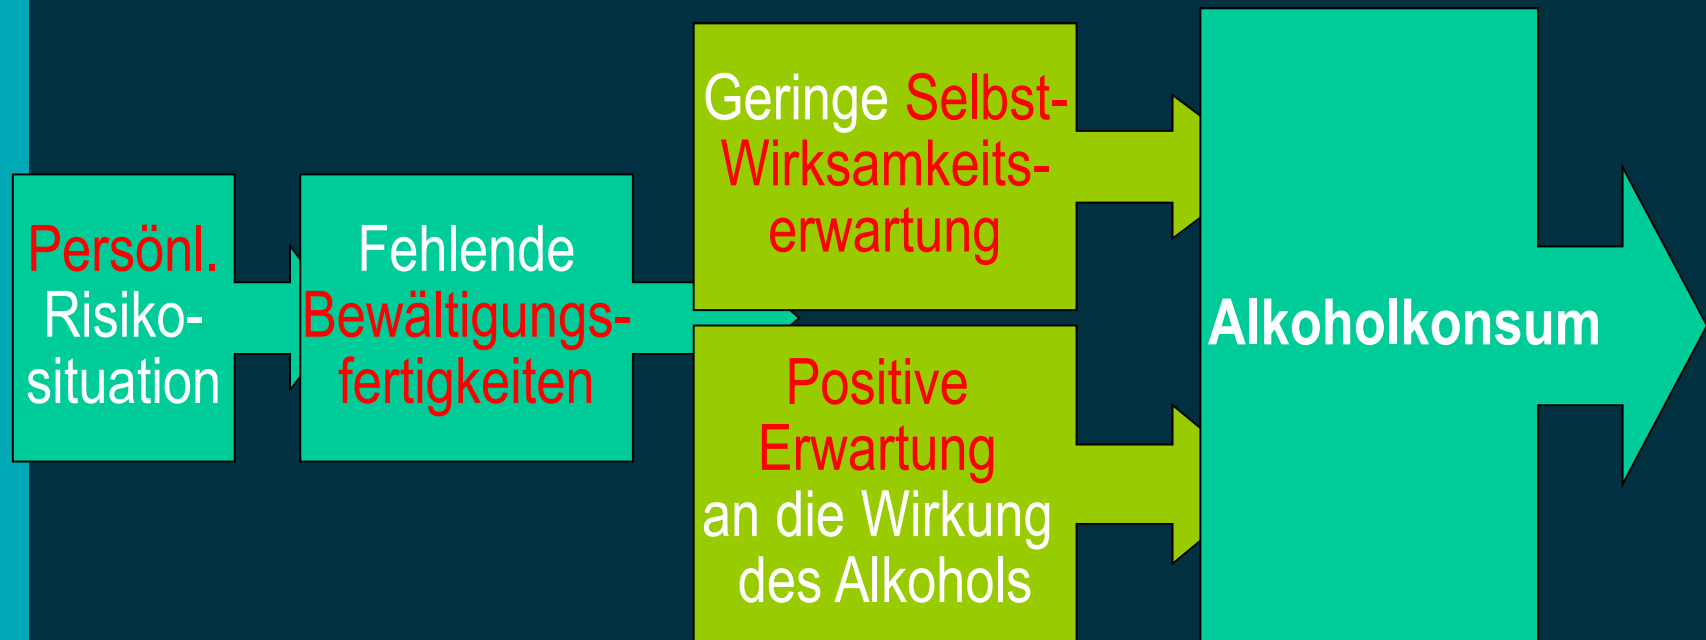 Persönl.
Risiko-
situation
Fehlende
Bewältigungs-
fertigkeiten
Geringe Selbst-
Wirksamkeits-
erwartung
Positive
Erwartung
an die Wirkung
des Alkohols
Alkoholkonsum